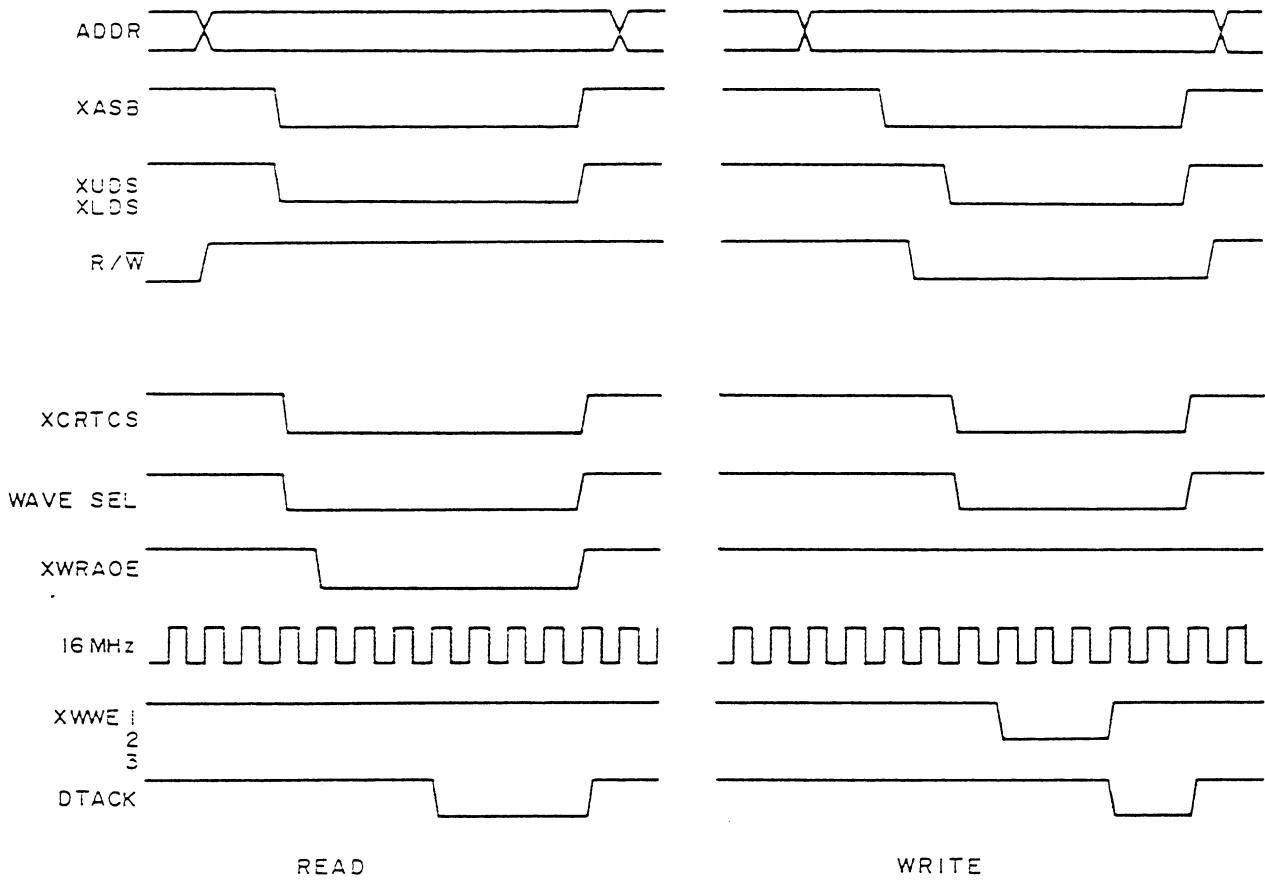 ADDR
XASB
XUDS
XLDS
R/W̅
XCRTCS
WAVE SEL
XWRAOE
16 MHz
XWWE 1
2
3
DTACK
READ
WRITE